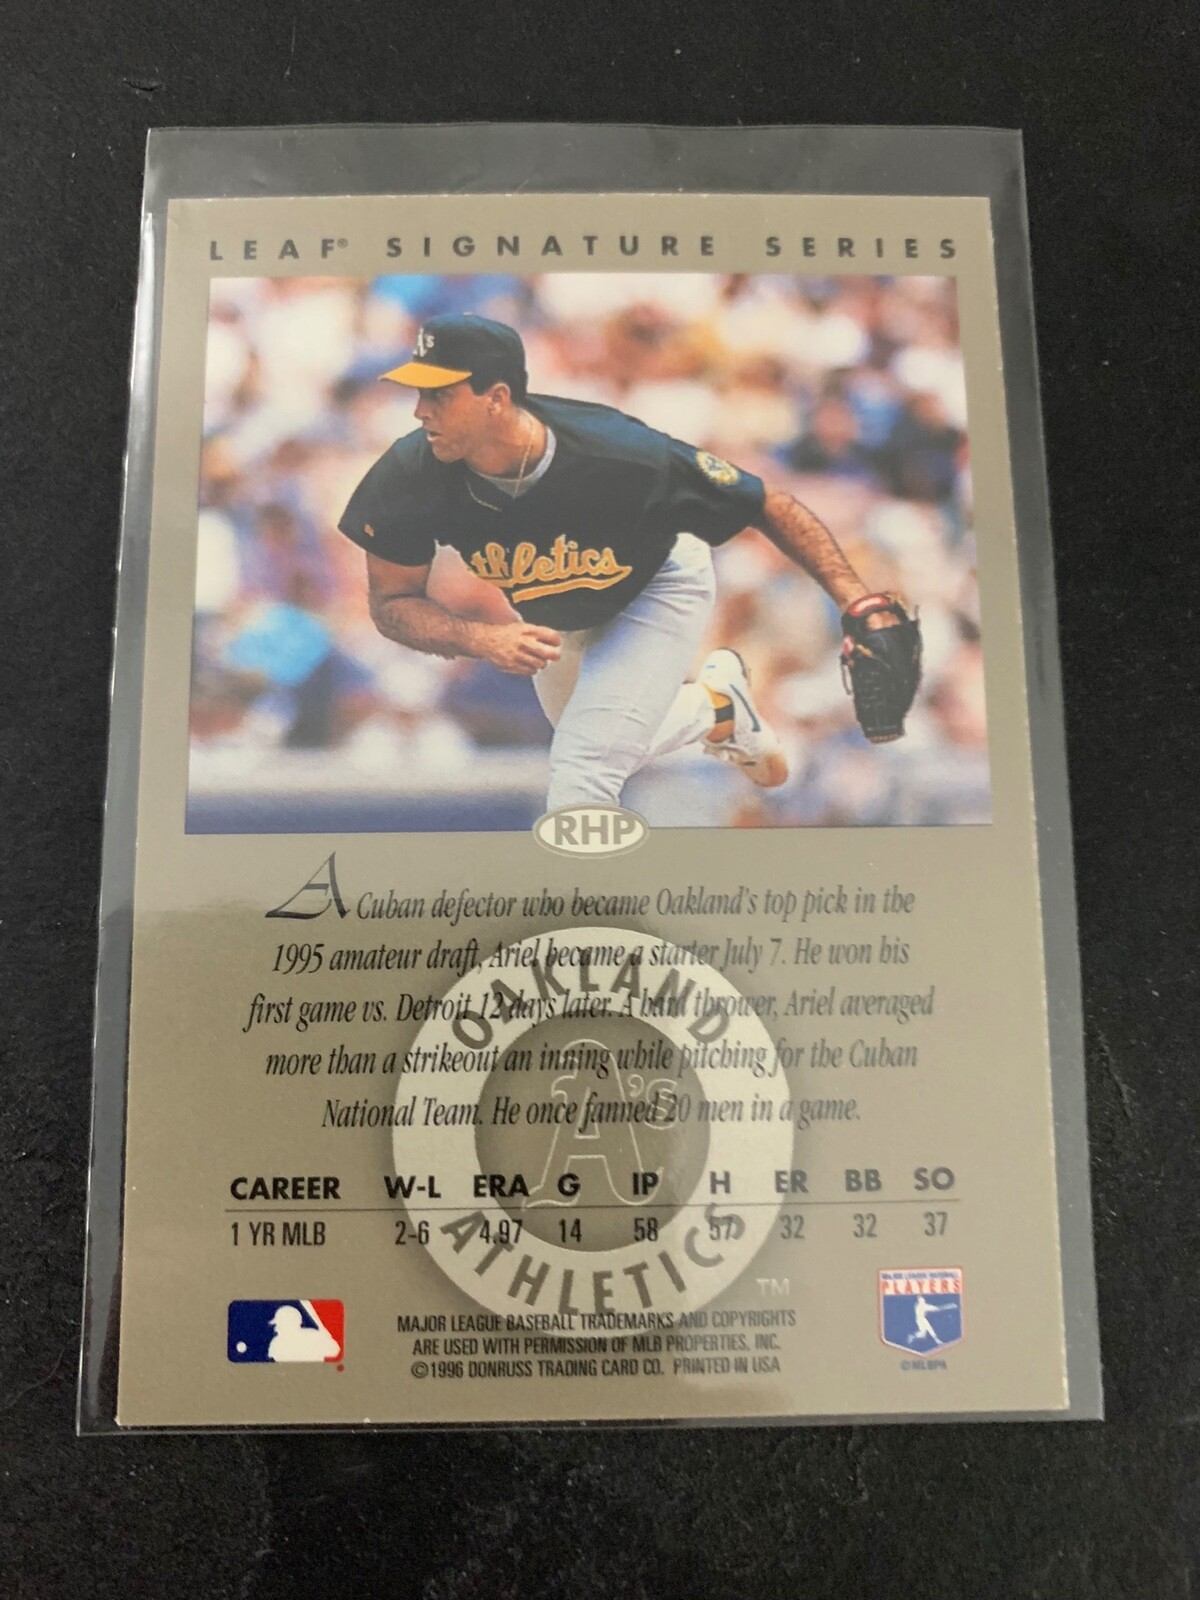 LEAF® SIGNATURE SERIES
A's
Athletics
RHP
A Cuban defector who became Oakland's top pick in the
1995 amateur draft, Ariel became a starter July 7. He won his
first game vs. Detroit 12 days later. A hard thrower, Ariel averaged
more than a strikeout an inning while pitching for the Cuban
National Team. He once fanned 20 men in a game.
OAKLAND
A's
ATHLETICS
TM
CAREER W-L ERA G IP H ER BB SO
1 YR MLB 2-6 4.97 14 58 57 32 32 37
MAJOR LEAGUE BASEBALL TRADEMARKS AND COPYRIGHTS
ARE USED WITH PERMISSION OF MLB PROPERTIES, INC.
©1996 DONRUSS TRADING CARD CO. PRINTED IN USA
MAJOR LEAGUE BASEBALL
PLAYERS
©MLBPA